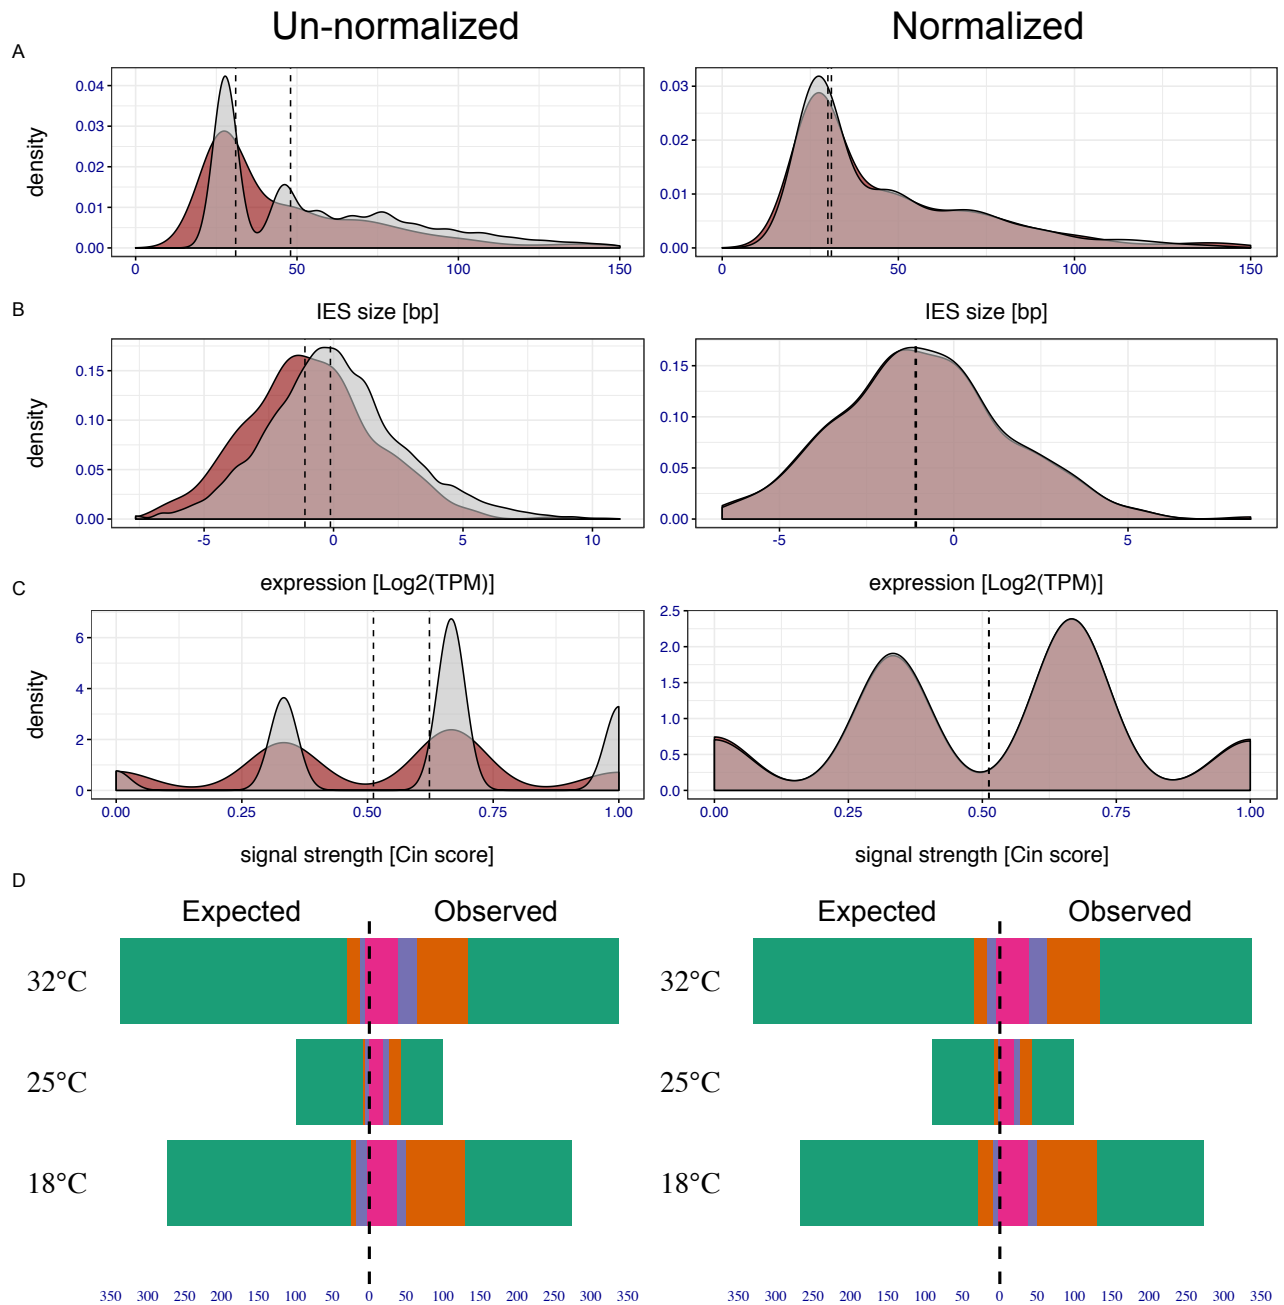 Un-normalized Normalized
A
0.04
0.03
0.02
0.01
0.00
density
0 50 100 150
IES size [bp]
0.03
0.02
0.01
0.00
0 50 100 150
IES size [bp]
B
0.15
0.10
0.05
0.00
density
-5 0 5 10
expression [Log2(TPM)]
0.15
0.10
0.05
0.00
-5 0 5
expression [Log2(TPM)]
C
6
4
2
0
density
0.00 0.25 0.50 0.75 1.00
signal strength [Cin score]
2.5
2.0
1.5
1.0
0.5
0.0
0.00 0.25 0.50 0.75 1.00
signal strength [Cin score]
D
Expected Observed
32°C
25°C
18°C
350 300 250 200 150 100 50 0 50 100 150 200 250 300 350
Expected Observed
32°C
25°C
18°C
350 300 250 200 150 100 50 0 50 100 150 200 250 300 350